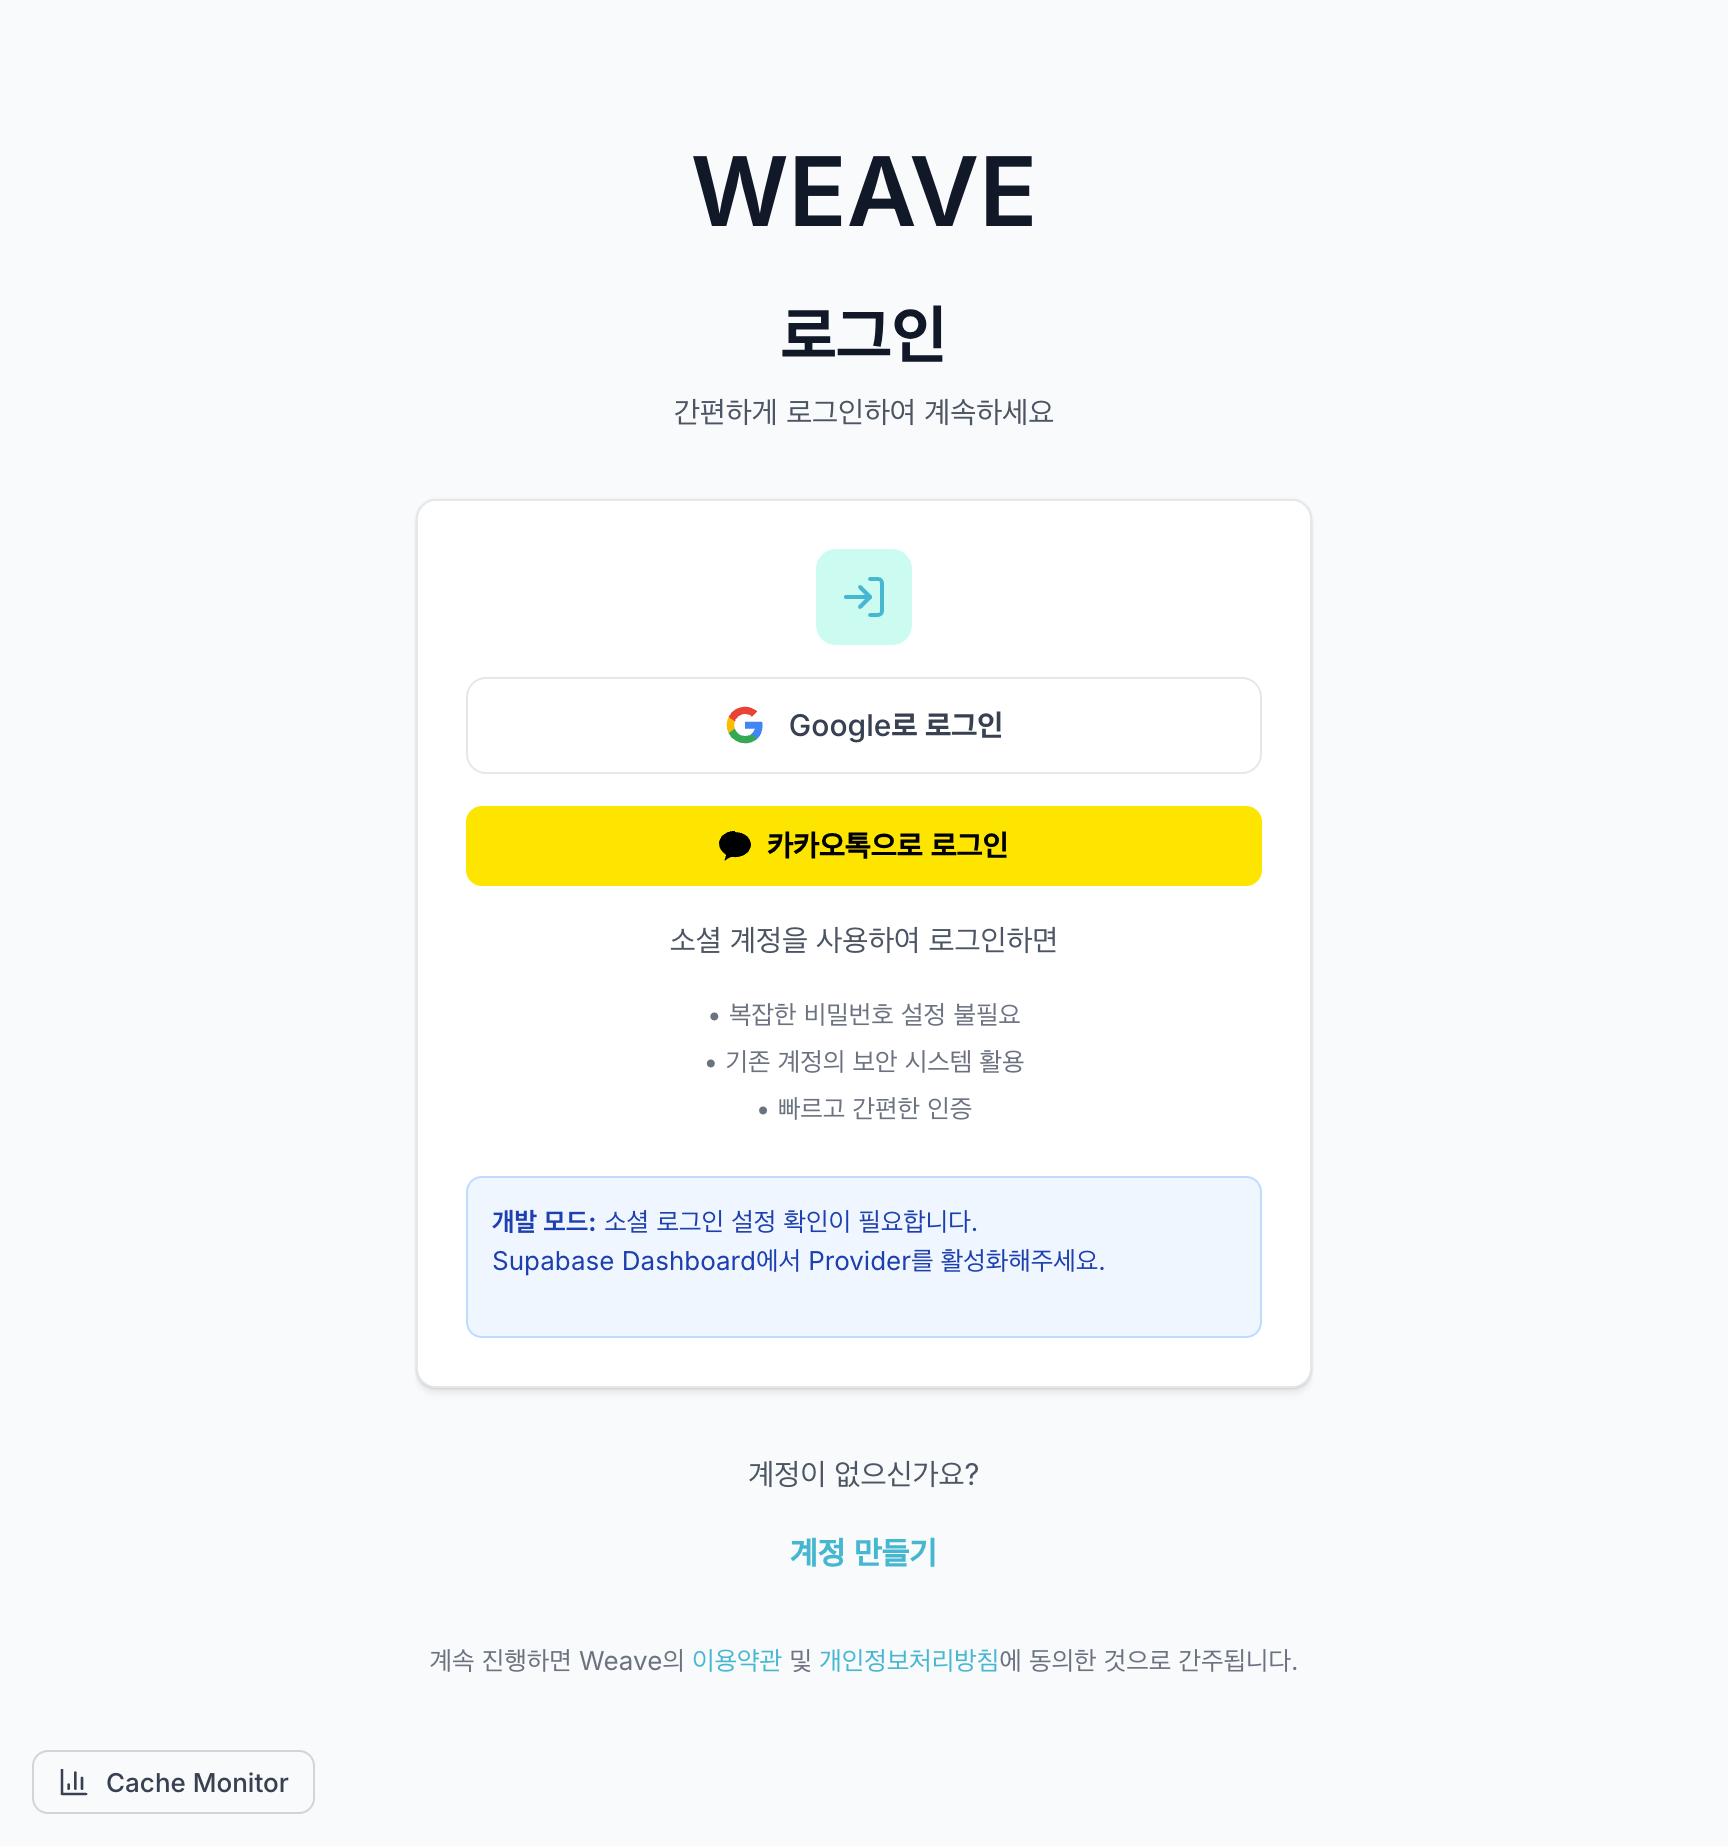 WEAVE
로그인
간편하게 로그인하여 계속하세요
Google로 로그인
카카오톡으로 로그인
소셜 계정을 사용하여 로그인하면
• 복잡한 비밀번호 설정 불필요
• 기존 계정의 보안 시스템 활용
• 빠르고 간편한 인증
개발 모드: 소셜 로그인 설정 확인이 필요합니다.
Supabase Dashboard에서 Provider를 활성화해주세요.
계정이 없으신가요?
계정 만들기
계속 진행하면 Weave의 이용약관 및 개인정보처리방침에 동의한 것으로 간주됩니다.
Cache Monitor